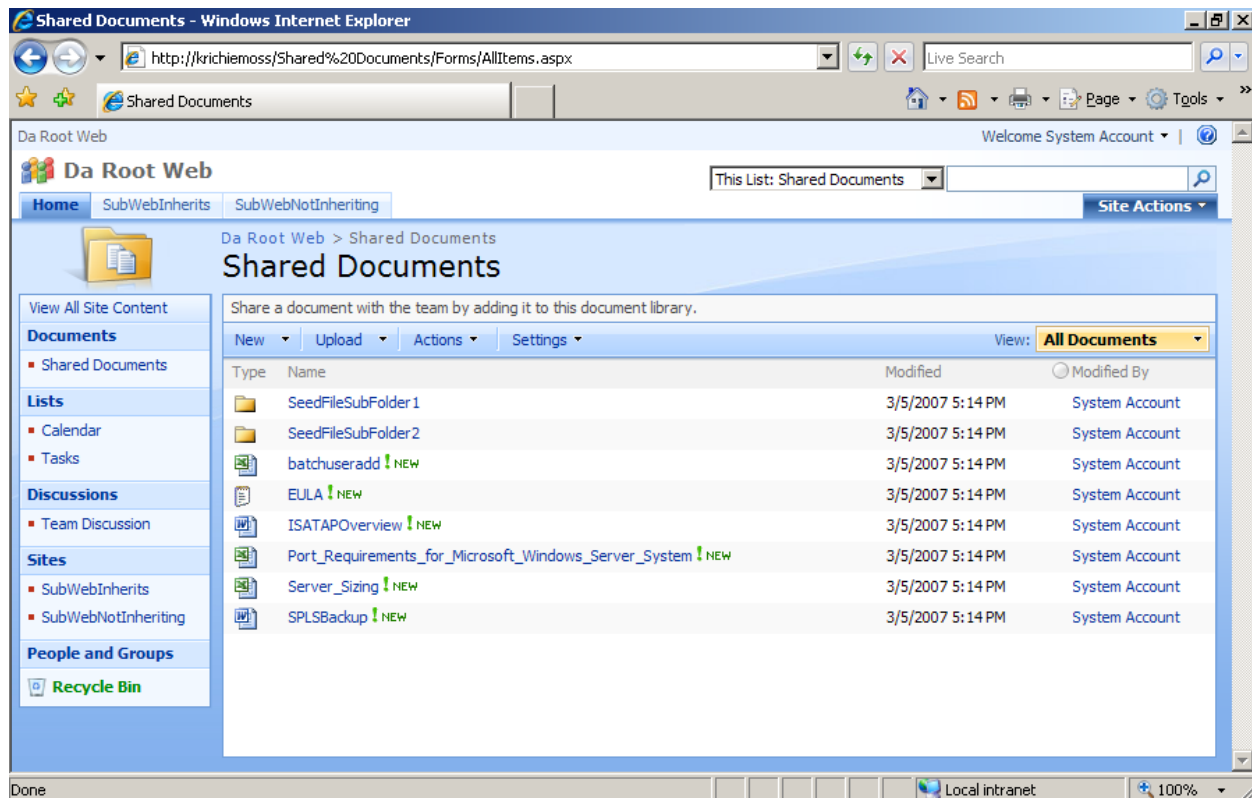 Shared Documents - Windows Internet Explorer
http://krichiemoss/Shared%20Documents/Forms/AllItems.aspx
Live Search
Shared Documents
Page
Tools
»
Da Root Web
Welcome System Account
|
Da Root Web
This List: Shared Documents
Home
SubWebInherits
SubWebNotInheriting
Site Actions
Da Root Web > Shared Documents
Shared Documents
View All Site Content
Documents
Shared Documents
Lists
Calendar
Tasks
Discussions
Team Discussion
Sites
SubWebInherits
SubWebNotInheriting
People and Groups
Recycle Bin
Share a document with the team by adding it to this document library.
New
Upload
Actions
Settings
View: All Documents
Type Name Modified Modified By
SeedFileSubFolder1 3/5/2007 5:14 PM System Account
SeedFileSubFolder2 3/5/2007 5:14 PM System Account
batchuseradd ! NEW 3/5/2007 5:14 PM System Account
EULA ! NEW 3/5/2007 5:14 PM System Account
ISATAPOverview ! NEW 3/5/2007 5:14 PM System Account
Port_Requirements_for_Microsoft_Windows_Server_System ! NEW 3/5/2007 5:14 PM System Account
Server_Sizing ! NEW 3/5/2007 5:14 PM System Account
SPLSBackup ! NEW 3/5/2007 5:14 PM System Account
Done
Local intranet
100%